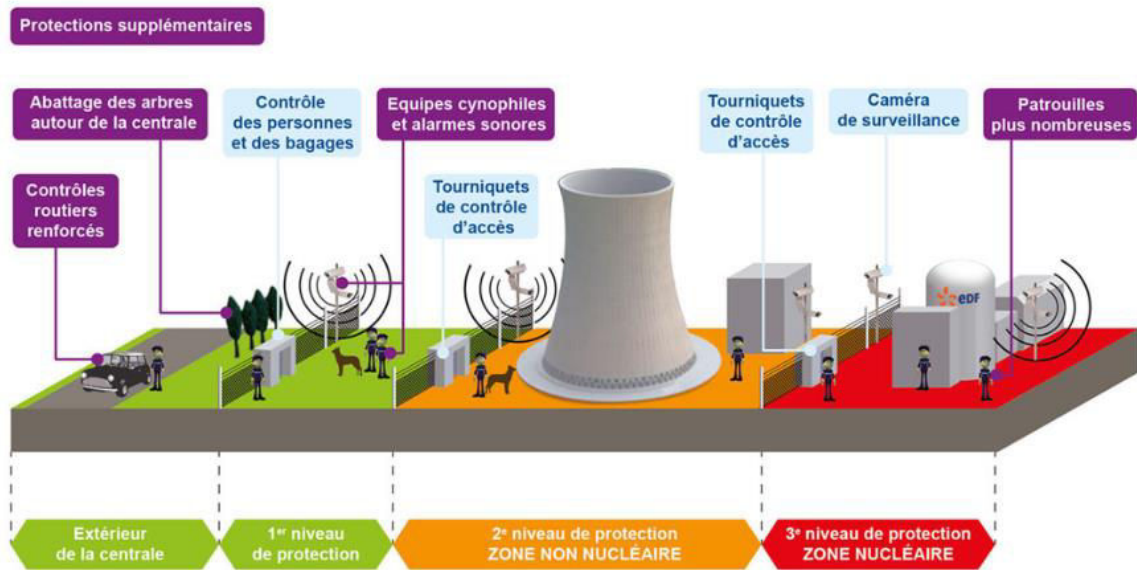 Protections supplémentaires
Abattage des arbres
autour de la centrale
Contrôle
des personnes
et des bagages
Equipes cynophiles
et alarmes sonores
Tourniquets
de contrôle
d'accès
Caméra
de surveillance
Patrouilles
plus nombreuses
Contrôles
routiers
renforcés
Tourniquets
de contrôle
d'accès
eDF
Extérieur
de la centrale
1er niveau
de protection
2e niveau de protection
ZONE NON NUCLÉAIRE
3e niveau de protection
ZONE NUCLÉAIRE